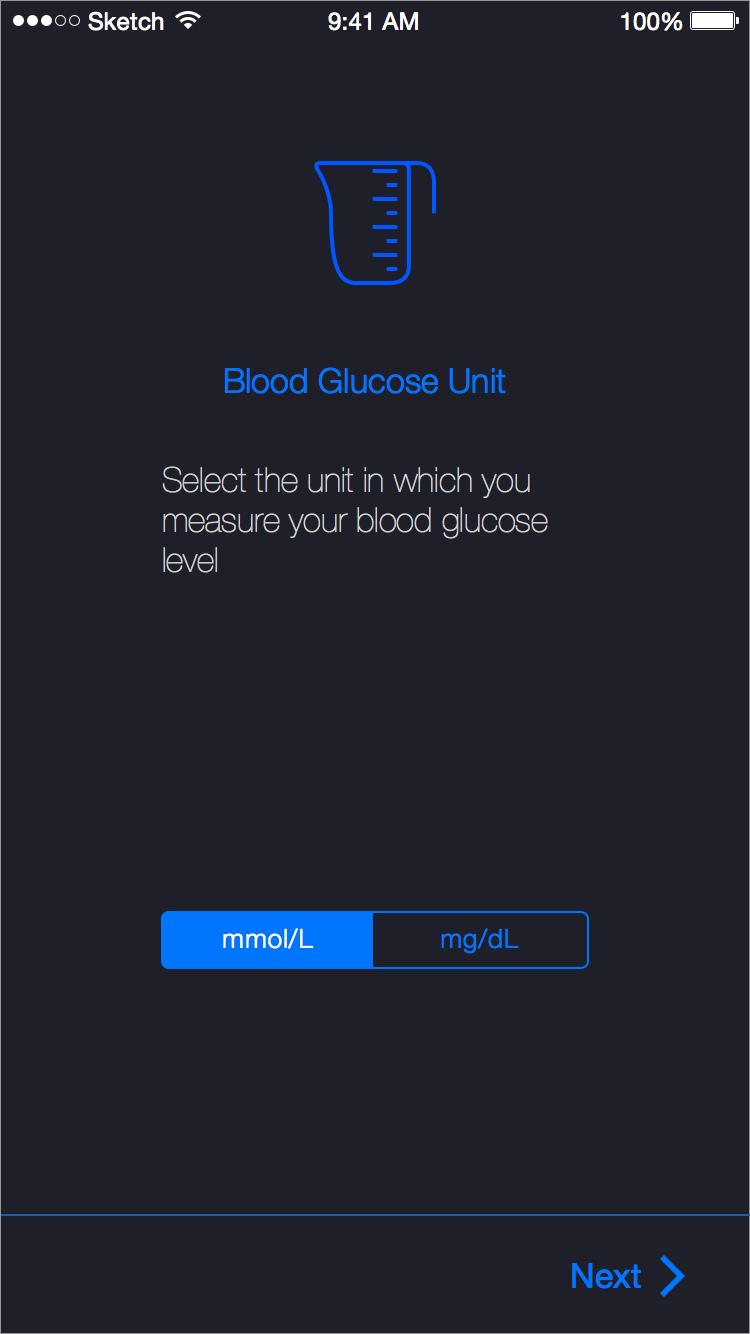 Sketch 9:41 AM 100%
Blood Glucose Unit
Select the unit in which you
measure your blood glucose
level
mmol/L mg/dL
Next